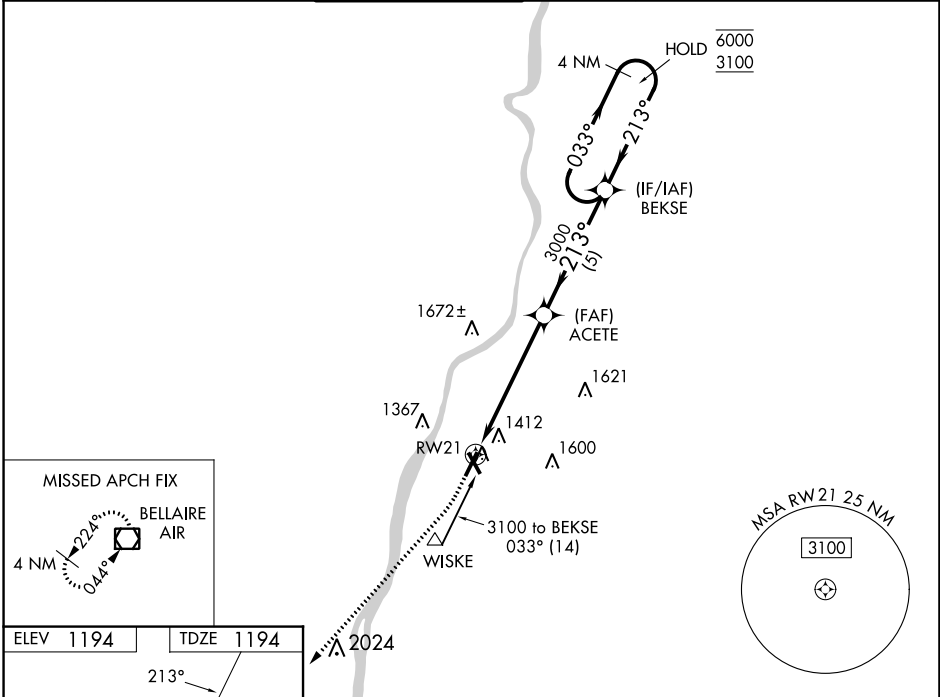 6000
HOLD
3100
4 NM
033°
213°
(IF/IAF)
BEKSE
3000
213°
(5)
(FAF)
ACETE
1672±
1621
1367
1412
RW21
1600
3100 to BEKSE
033° (14)
WISKE
2024
MISSED APCH FIX
BELLAIRE
AIR
224°
4 NM
044°
MSA RW21 25 NM
3100
ELEV 1194
TDZE 1194
213°